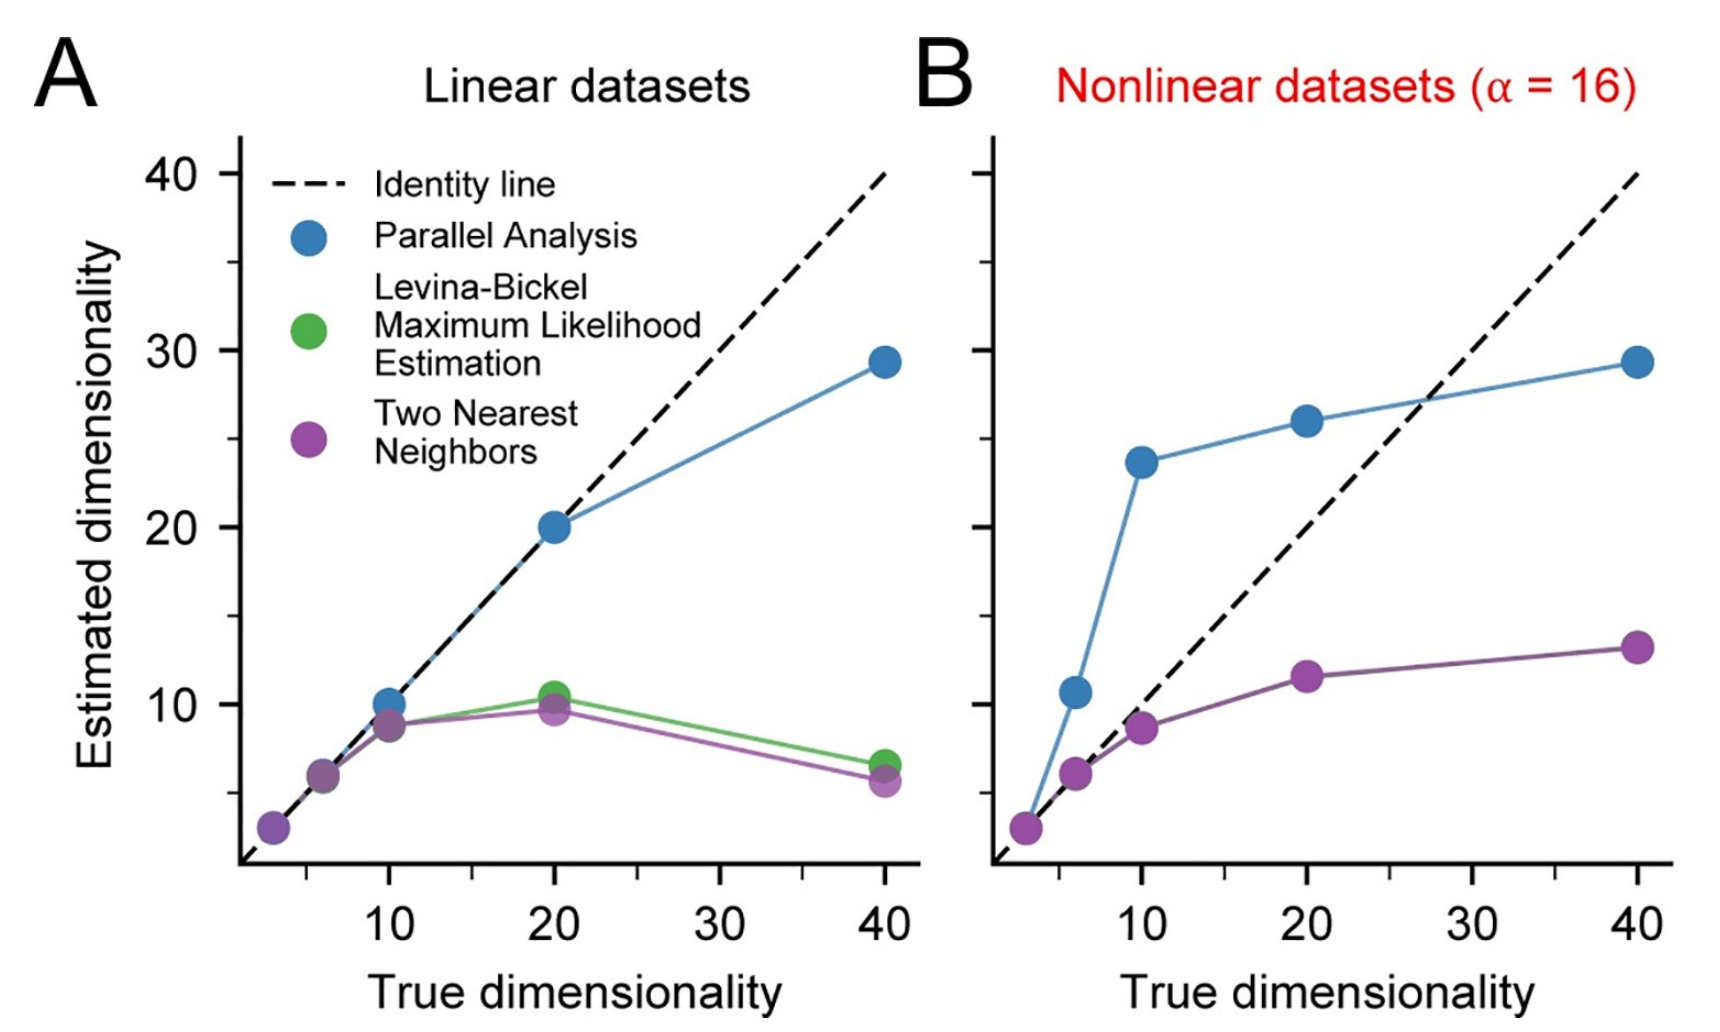 A
Linear datasets
40
30
20
10
Estimated dimensionality
Identity line
Parallel Analysis
Levina-Bickel
Maximum Likelihood
Estimation
Two Nearest
Neighbors
10 20 30 40
True dimensionality
B
Nonlinear datasets (α = 16)
10 20 30 40
True dimensionality